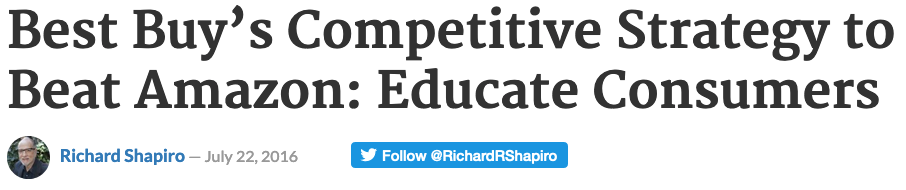 Best Buy’s Competitive Strategy to
Beat Amazon: Educate Consumers
Richard Shapiro — July 22, 2016 Follow @RichardRShapiro